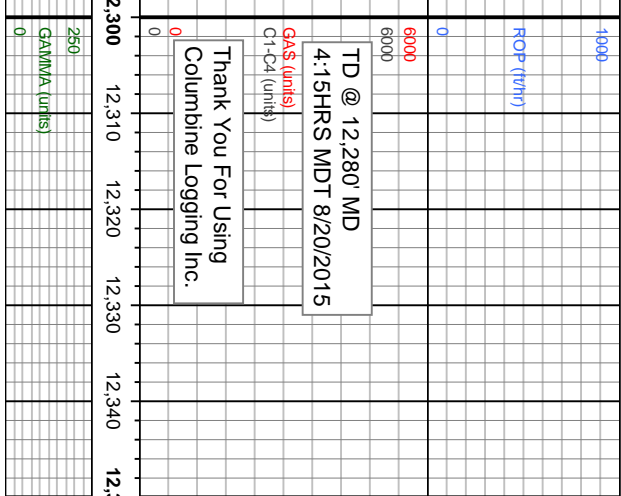 1000
ROP (ft/hr)
0
6000
6000
GAS (units)
C1-C4 (units)
0
0
TD @ 12,280' MD
4:15HRS MDT 8/20/2015
Thank You For Using
Columbine Logging Inc.
2,300
12,310
12,320
12,330
12,340
12,
250
GAMMA (units)
0